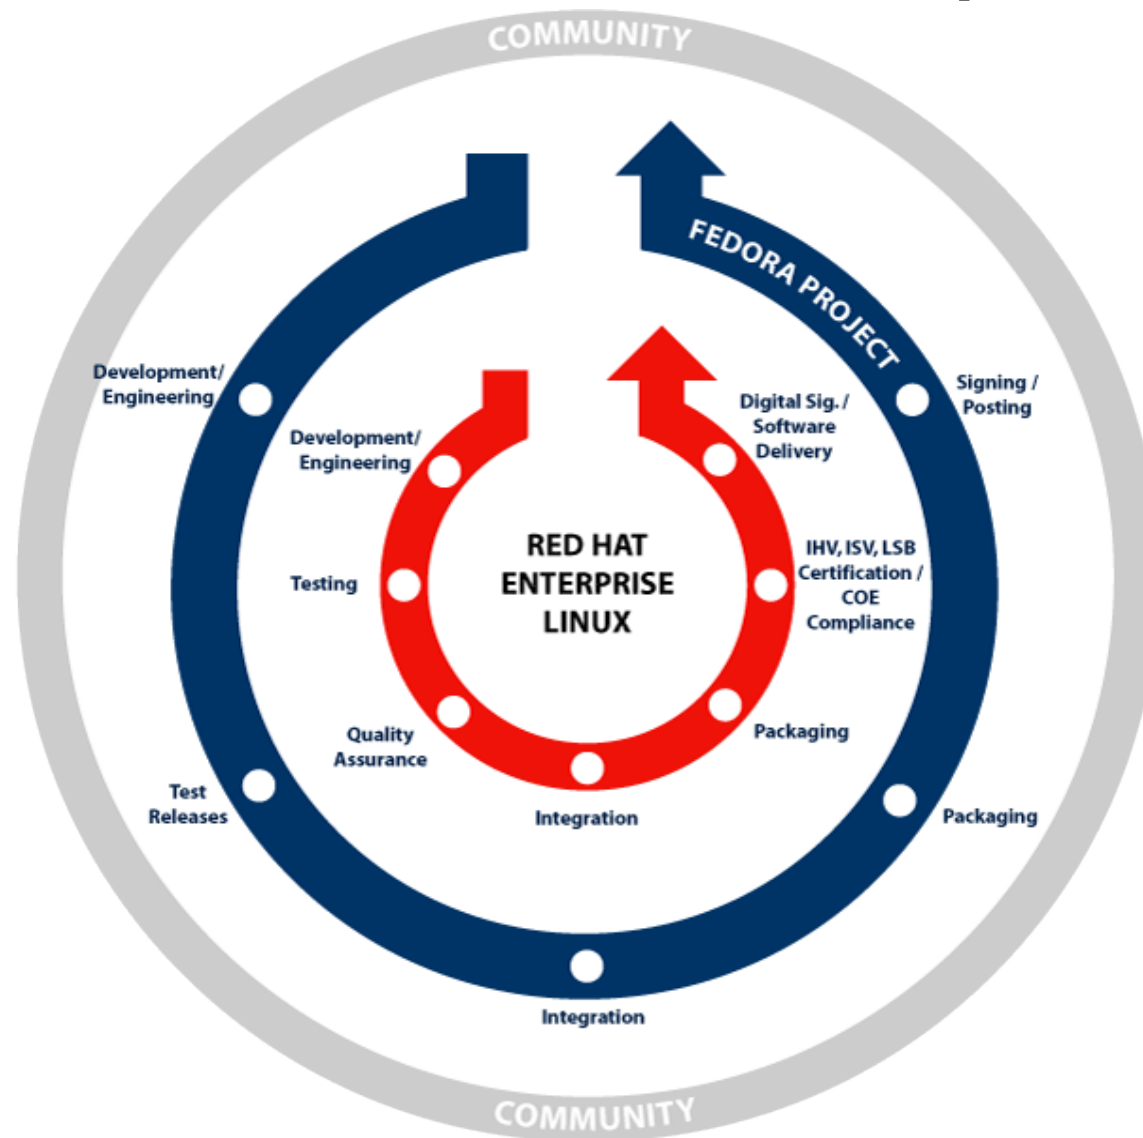 COMMUNITY
FEDORA PROJECT
Development/
Engineering
Signing /
Posting
Digital Sig. /
Software
Delivery
Development/
Engineering
RED HAT
ENTERPRISE
LINUX
IHV, ISV, LSB
Certification /
COE
Compliance
Testing
Quality
Assurance
Packaging
Integration
Test
Releases
Packaging
Integration
COMMUNITY